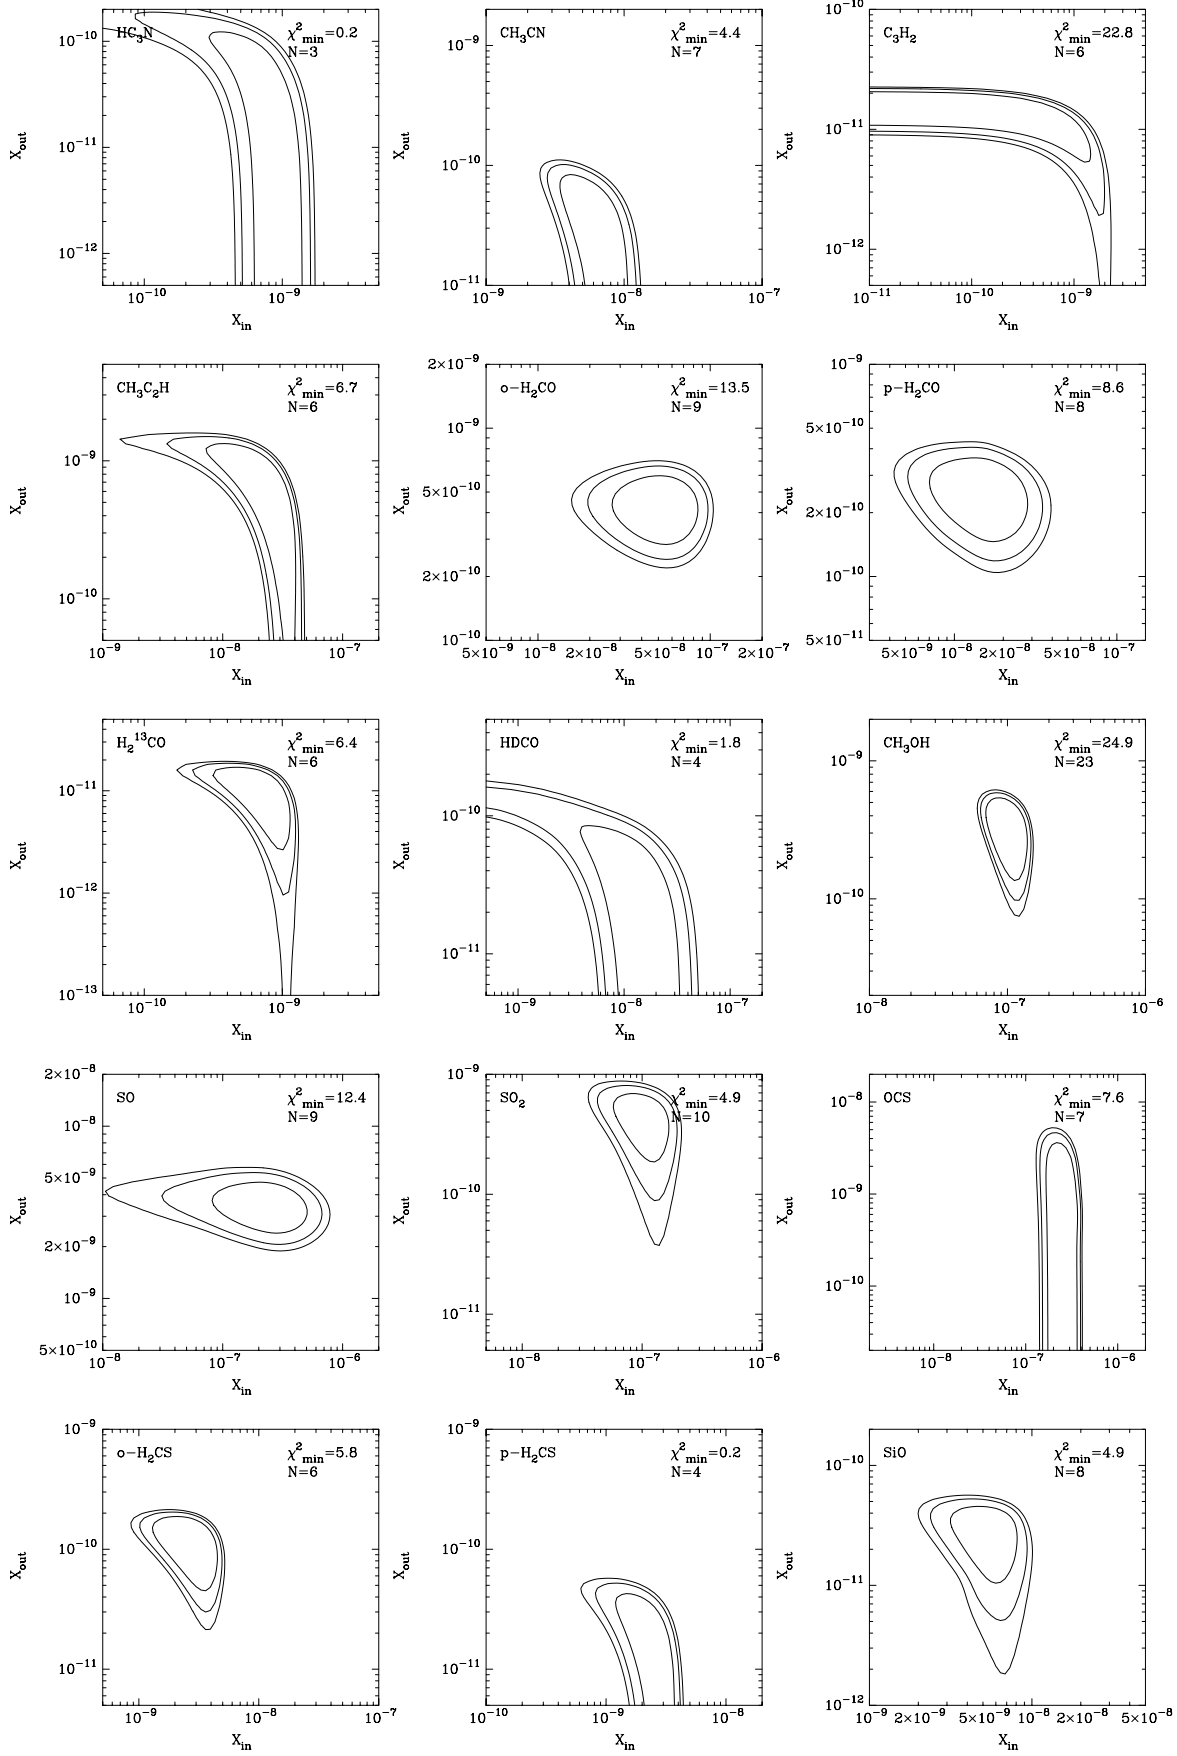 HC₃N χ²min=0.2
N=3
10⁻¹⁰
10⁻¹¹
10⁻¹²
Xout
10⁻¹⁰ 10⁻⁹
Xin
CH₃CN χ²min=4.4
N=7
10⁻⁹
10⁻¹⁰
10⁻¹¹
Xout
10⁻⁹ 10⁻⁸ 10⁻⁷
Xin
10⁻¹⁰
C₃H₂ χ²min=22.8
N=6
10⁻¹¹
10⁻¹²
Xout
10⁻¹¹ 10⁻¹⁰ 10⁻⁹
Xin
CH₃C₂H χ²min=6.7
N=6
10⁻⁹
10⁻¹⁰
Xout
10⁻⁹ 10⁻⁸ 10⁻⁷
Xin
2×10⁻⁹
o−H₂CO χ²min=13.5
N=9
10⁻⁹
5×10⁻¹⁰
2×10⁻¹⁰
10⁻¹⁰
Xout
5×10⁻⁹ 10⁻⁸ 2×10⁻⁸ 5×10⁻⁸ 10⁻⁷ 2×10⁻⁷
Xin
10⁻⁹
p−H₂CO χ²min=8.6
N=8
5×10⁻¹⁰
2×10⁻¹⁰
10⁻¹⁰
5×10⁻¹¹
Xout
5×10⁻⁹ 10⁻⁸ 2×10⁻⁸ 5×10⁻⁸ 10⁻⁷
Xin
H₂¹³CO χ²min=6.4
N=6
10⁻¹¹
10⁻¹²
10⁻¹³
Xout
10⁻¹⁰ 10⁻⁹
Xin
HDCO χ²min=1.8
N=4
10⁻¹⁰
10⁻¹¹
Xout
10⁻⁹ 10⁻⁸ 10⁻⁷
Xin
CH₃OH χ²min=24.9
N=23
10⁻⁹
10⁻¹⁰
Xout
10⁻⁸ 10⁻⁷ 10⁻⁶
Xin
2×10⁻⁸
SO χ²min=12.4
N=9
10⁻⁸
5×10⁻⁹
2×10⁻⁹
10⁻⁹
5×10⁻¹⁰
Xout
10⁻⁸ 10⁻⁷ 10⁻⁶
Xin
10⁻⁹
SO₂ χ²min=4.9
N=10
10⁻¹⁰
10⁻¹¹
Xout
10⁻⁸ 10⁻⁷ 10⁻⁶
Xin
OCS χ²min=7.6
N=7
10⁻⁸
10⁻⁹
10⁻¹⁰
Xout
10⁻⁸ 10⁻⁷ 10⁻⁶
Xin
10⁻⁹
o−H₂CS χ²min=5.8
N=6
10⁻¹⁰
10⁻¹¹
Xout
10⁻⁹ 10⁻⁸ 10⁻⁷
Xin
10⁻⁹
p−H₂CS χ²min=0.2
N=4
10⁻¹⁰
10⁻¹¹
Xout
10⁻¹⁰ 10⁻⁹ 10⁻⁸
Xin
SiO χ²min=4.9
N=8
10⁻¹⁰
10⁻¹¹
10⁻¹²
Xout
10⁻⁹ 2×10⁻⁹ 5×10⁻⁹ 10⁻⁸ 2×10⁻⁸ 5×10⁻⁸
Xin